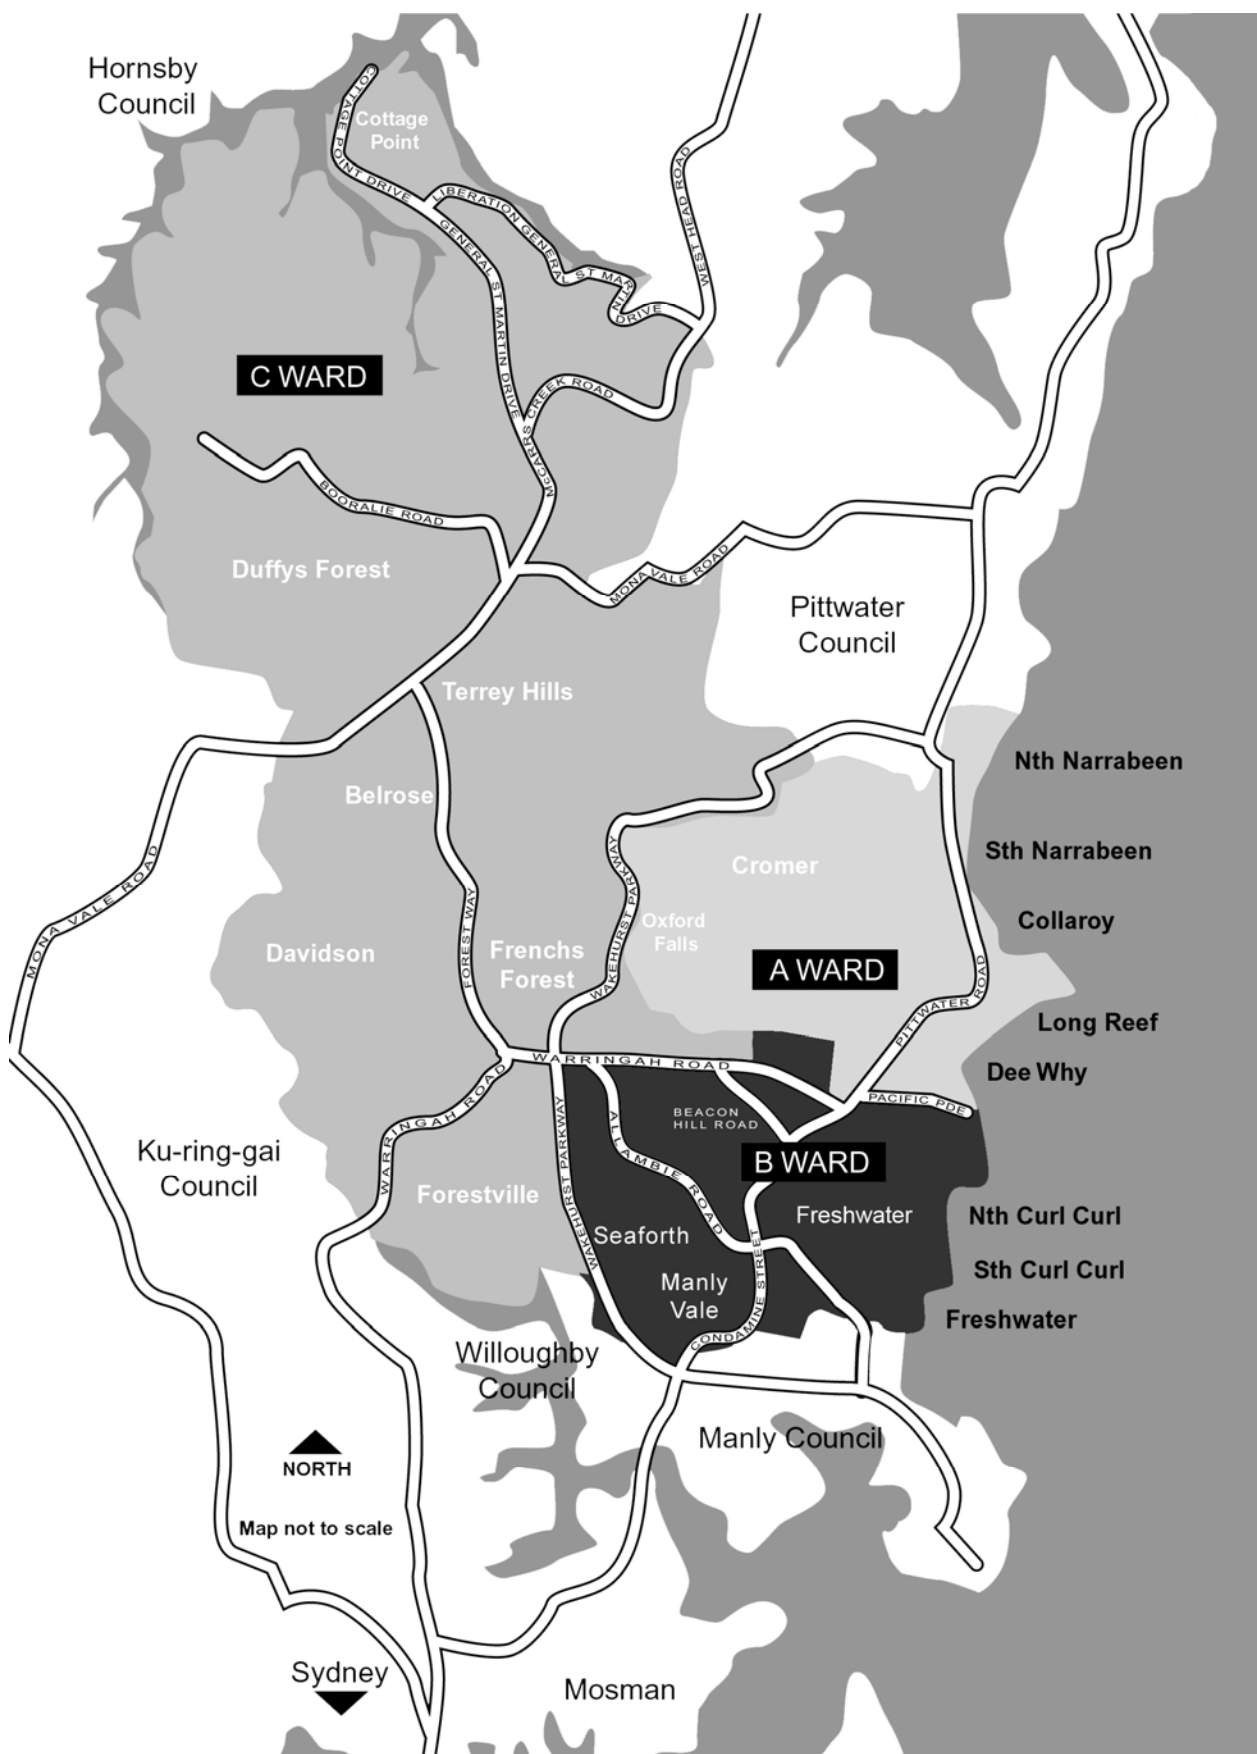 Hornsby
Council
COTTAGE POINT DRIVE
Cottage
Point
LIBERATION GENERAL ST MARTIN DRIVE
GENERAL ST MARTIN DRIVE
WEST HEAD ROAD
C WARD
McCARRS CREEK ROAD
BOORALIE ROAD
Duffys Forest
MONA VALE ROAD
Pittwater
Council
Terrey Hills
Nth Narrabeen
Belrose
Sth Narrabeen
MONA VALE ROAD
WAKEHURST PARKWAY
Cromer
FOREST WAY
Oxford
Falls
Collaroy
Davidson
Frenchs
Forest
A WARD
PITTWATER ROAD
Long Reef
WARRINGAH ROAD
WARRINGAH ROAD
Dee Why
PACIFIC PDE
BEACON
HILL ROAD
ALLAMBIE ROAD
WAKEHURST PARKWAY
Ku-ring-gai
Council
B WARD
Forestville
Freshwater
Nth Curl Curl
Seaforth
CONDAMINE STREET
Sth Curl Curl
Manly
Vale
Freshwater
Willoughby
Council
Manly Council
NORTH
Map not to scale
Sydney
Mosman